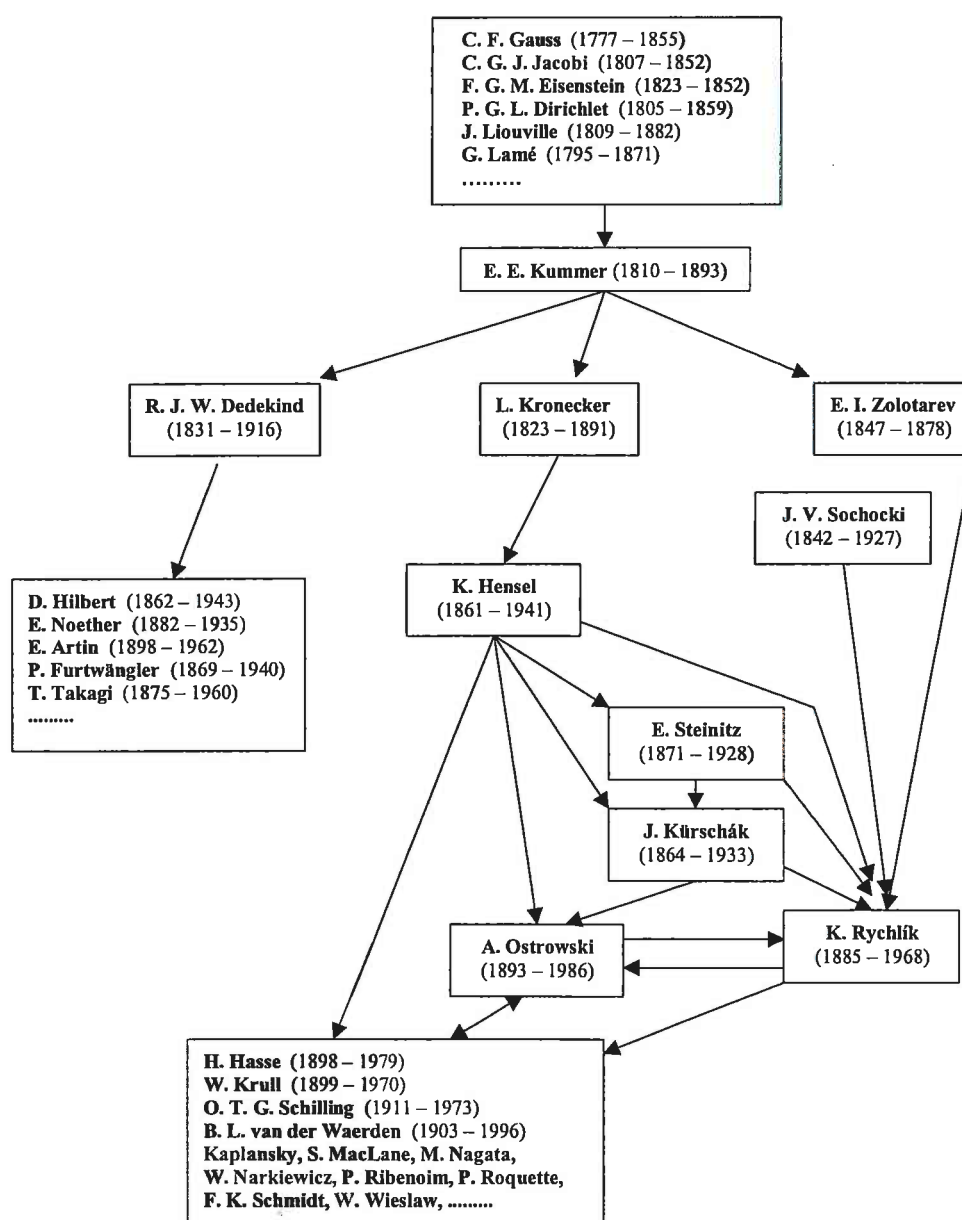 C. F. Gauss (1777 – 1855)
C. G. J. Jacobi (1807 – 1852)
F. G. M. Eisenstein (1823 – 1852)
P. G. L. Dirichlet (1805 – 1859)
J. Liouville (1809 – 1882)
G. Lamé (1795 – 1871)
.........
E. E. Kummer (1810 – 1893)
R. J. W. Dedekind
(1831 – 1916)
L. Kronecker
(1823 – 1891)
E. I. Zolotarev
(1847 – 1878)
J. V. Sochocki
(1842 – 1927)
K. Hensel
(1861 – 1941)
D. Hilbert (1862 – 1943)
E. Noether (1882 – 1935)
E. Artin (1898 – 1962)
P. Furtwängler (1869 – 1940)
T. Takagi (1875 – 1960)
.........
E. Steinitz
(1871 – 1928)
J. Kürschák
(1864 – 1933)
A. Ostrowski
(1893 – 1986)
K. Rychlík
(1885 – 1968)
H. Hasse (1898 – 1979)
W. Krull (1899 – 1970)
O. T. G. Schilling (1911 – 1973)
B. L. van der Waerden (1903 – 1996)
Kaplansky, S. MacLane, M. Nagata,
W. Narkiewicz, P. Ribenoim, P. Roquette,
F. K. Schmidt, W. Wieslaw, .........